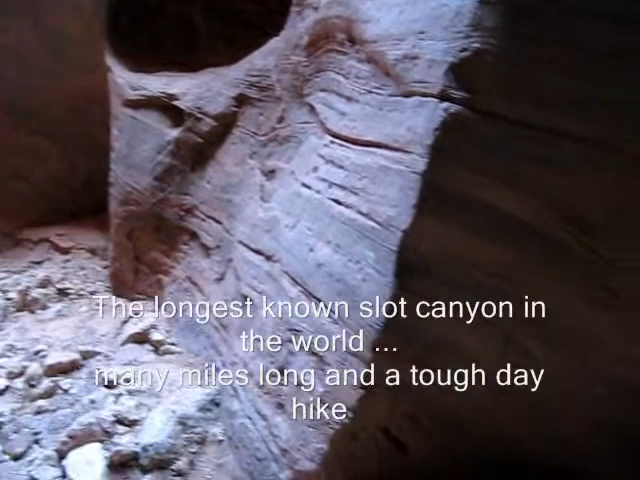 The longest known slot canyon in
the world ...
many miles long and a tough day
hike